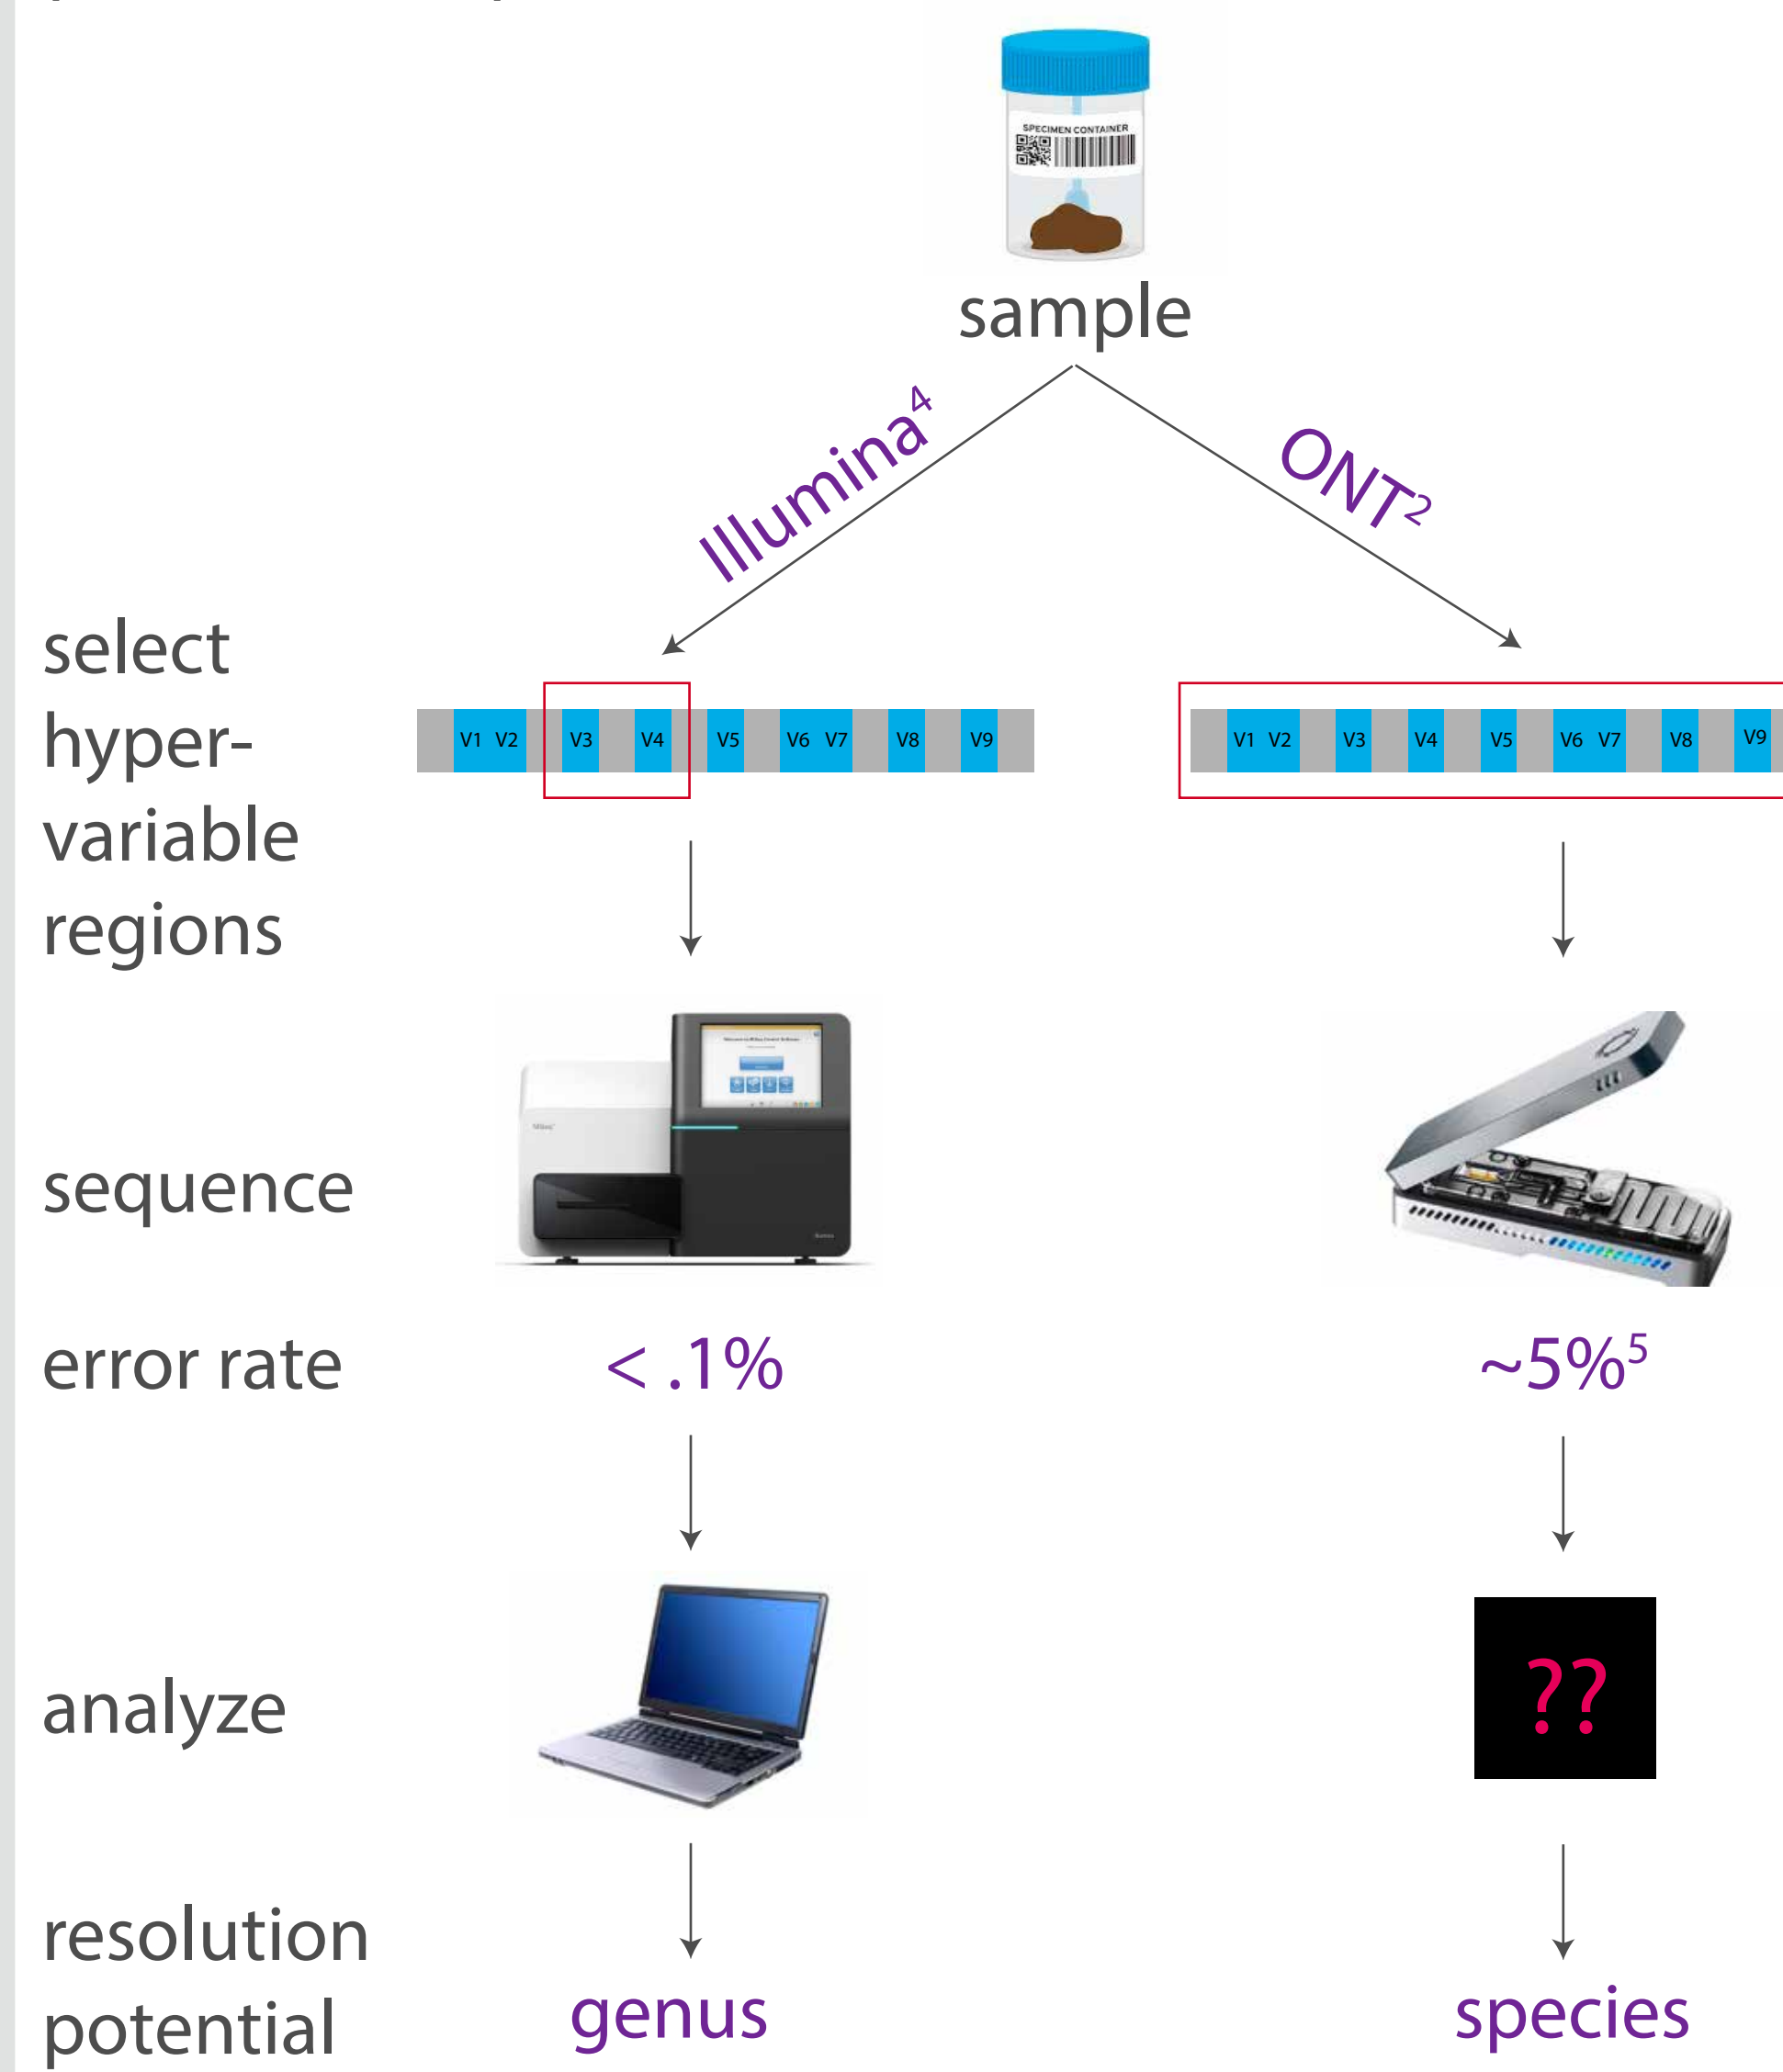 SPECIMEN CONTAINER
sample
Illumina4
ONT2
select
hyper-
variable
regions
V1 V2 V3 V4 V5 V6 V7 V8 V9
V1 V2 V3 V4 V5 V6 V7 V8 V9
sequence
error rate
< .1%
~5%5
analyze
??
resolution
potential
genus
species